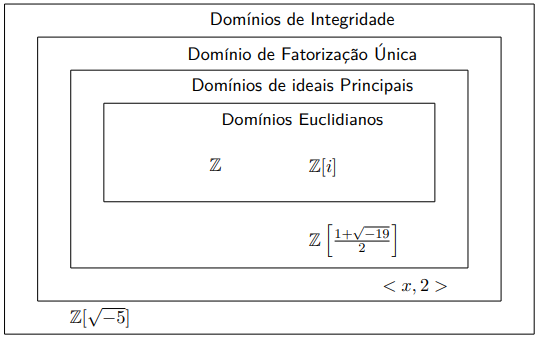 Domínios de Integridade
Domínio de Fatorização Única
Domínios de ideais Principais
Domínios Euclidianos
ℤ ℤ[i]
ℤ[(1+√−19)/2]
< x, 2 >
ℤ[√−5]